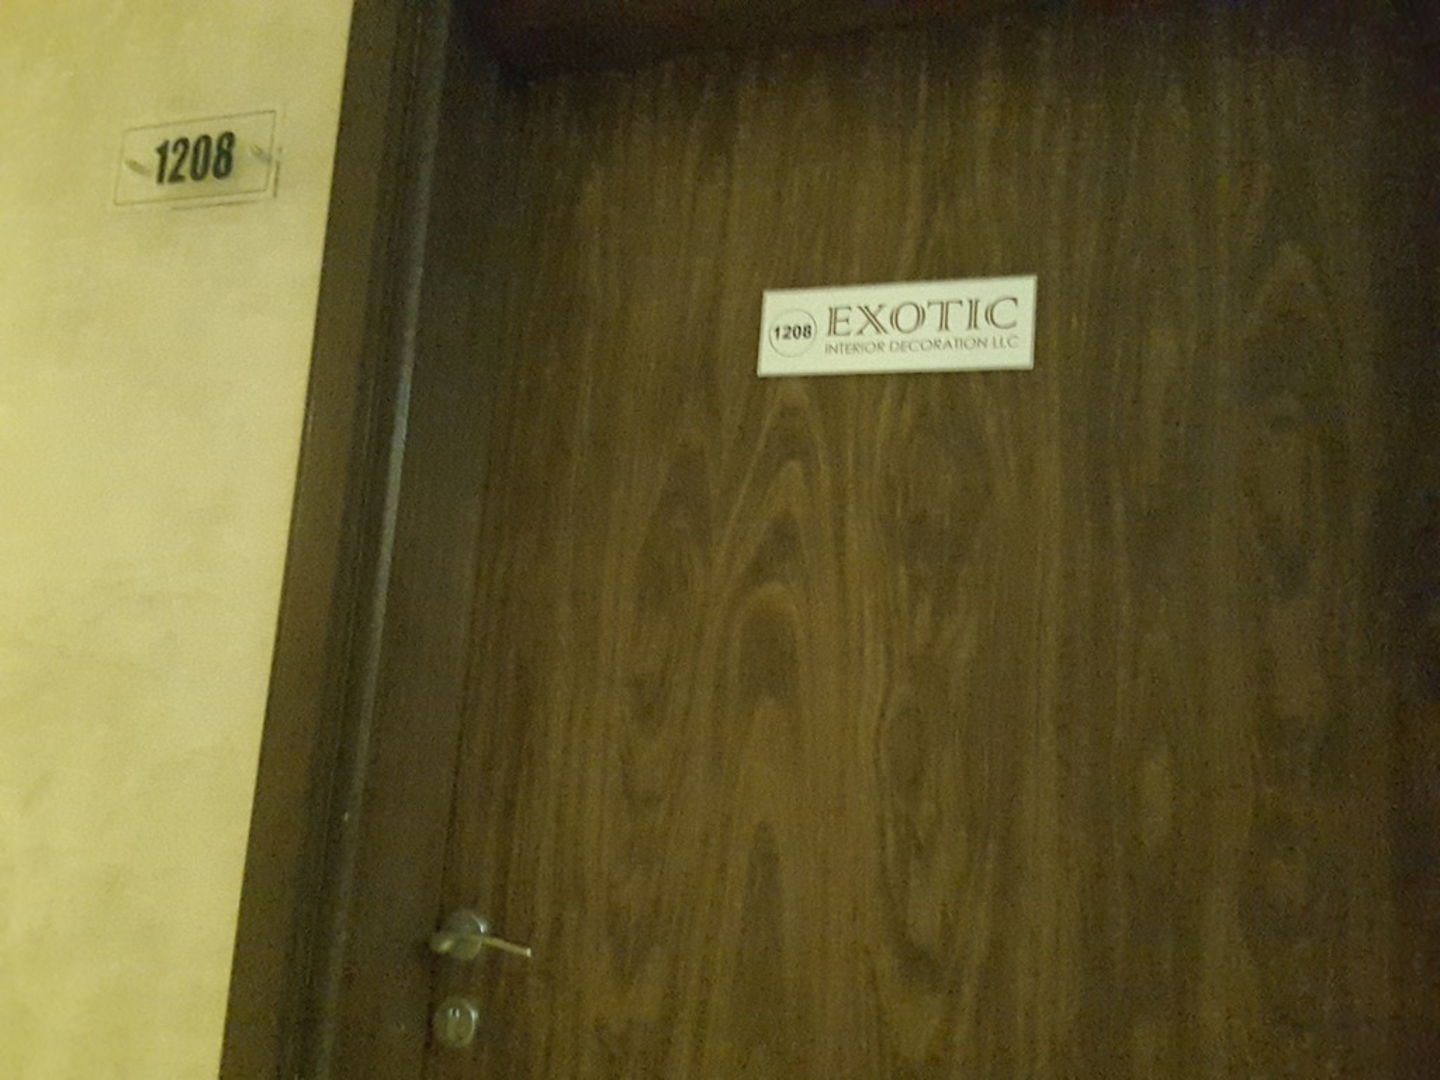 1208
1208 EXOTIC
INTERIOR DECORATION LLC